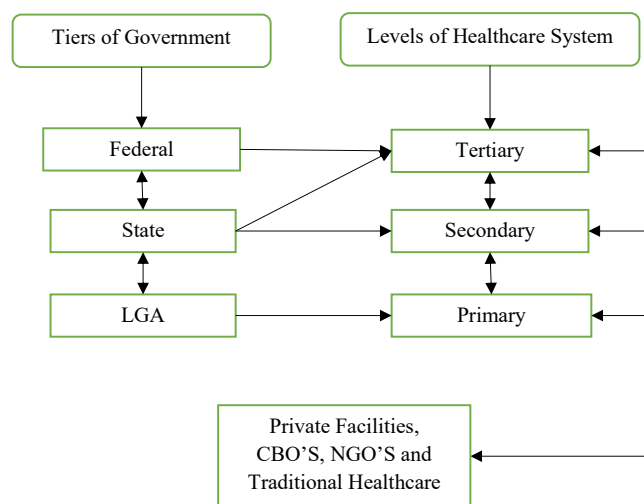 Tiers of Government
Levels of Healthcare System
Federal
Tertiary
State
Secondary
LGA
Primary
Private Facilities,
CBO’S, NGO’S and
Traditional Healthcare